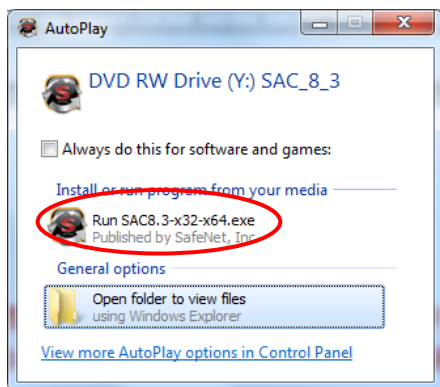 AutoPlay
DVD RW Drive (Y:) SAC_8_3
Always do this for software and games:
Install or run program from your media
Run SAC8.3-x32-x64.exe
Published by SafeNet, Inc.
General options
Open folder to view files
using Windows Explorer
View more AutoPlay options in Control Panel